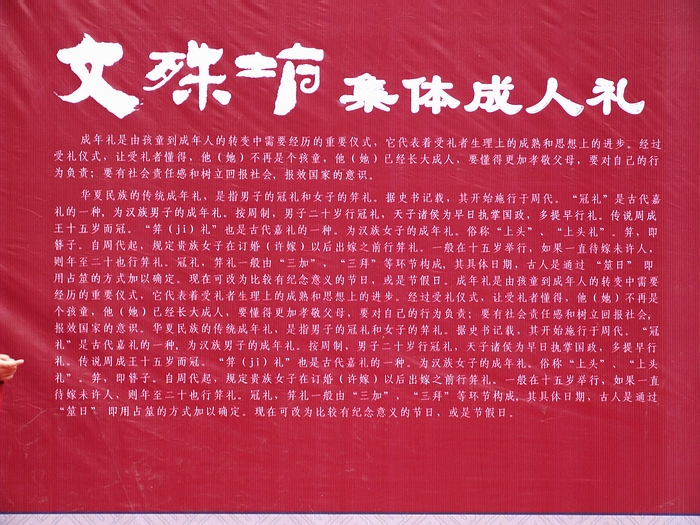 文殊坊 集体成人礼
成年礼是由孩童到成年人的转变中需要经历的重要仪式，它代表着受礼者生理上的成熟和思想上的进步。经过
受礼仪式，让受礼者懂得，他（她）不再是个孩童，他（她）已经长大成人，要懂得更加孝敬父母，要对自己的行
为负责；要有社会责任感和树立回报社会，报效国家的意识。
华夏民族的传统成年礼，是指男子的冠礼和女子的笄礼。据史书记载，其开始施行于周代。“冠礼”是古代嘉
礼的一种，为汉族男子的成年礼。按周制，男子二十岁行冠礼，天子诸侯为早日执掌国政，多提早行礼。传说周成
王十五岁而冠。“笄（ji）礼”也是古代嘉礼的一种。为汉族女子的成年礼。俗称“上头”、“上头礼”。笄，即
簪子。自周代起，规定贵族女子在订婚（许嫁）以后出嫁之前行笄礼。一般在十五岁举行，如果一直待嫁未许人，
则年至二十也行笄礼。冠礼，笄礼一般由“三加”，“三拜”等环节构成，其具体日期，古人是通过“筮日” 即
用占筮的方式加以确定。现在可改为比较有纪念意义的节日，或是节假日。成年礼是由孩童到成年人的转变中需要
经历的重要仪式，它代表着受礼者生理上的成熟和思想上的进步。经过受礼仪式，让受礼者懂得，他（她）不再是
个孩童，他（她）已经长大成人，要懂得更加孝敬父母，要对自己的行为负责；要有社会责任感和树立回报社会，
报效国家的意识。华夏民族的传统成年礼，是指男子的冠礼和女子的笄礼。据史书记载，其开始施行于周代。“冠
礼”是古代嘉礼的一种，为汉族男子的成年礼。按周制，男子二十岁行冠礼，天子诸侯为早日执掌国政，多提早行
礼。传说周成王十五岁而冠。“笄（ji）礼”也是古代嘉礼的一种。为汉族女子的成年礼。俗称“上头”、“上头
礼”。笄，即簪子。自周代起，规定贵族女子在订婚（许嫁）以后出嫁之前行笄礼。一般在十五岁举行，如果一直
待嫁未许人，则年至二十也行笄礼。冠礼，笄礼一般由“三加”，“三拜”等环节构成，其具体日期，古人是通过
“筮日” 即用占筮的方式加以确定。现在可改为比较有纪念意义的节日，或是节假日。